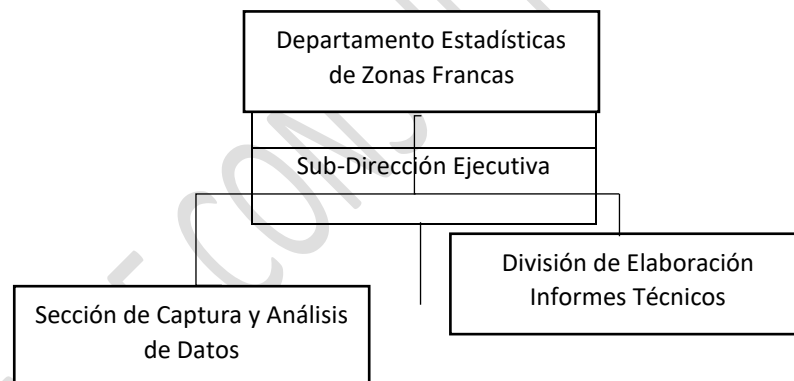 Departamento Estadísticas
de Zonas Francas
Sub-Dirección Ejecutiva
División de Elaboración
Informes Técnicos
Sección de Captura y Análisis
de Datos